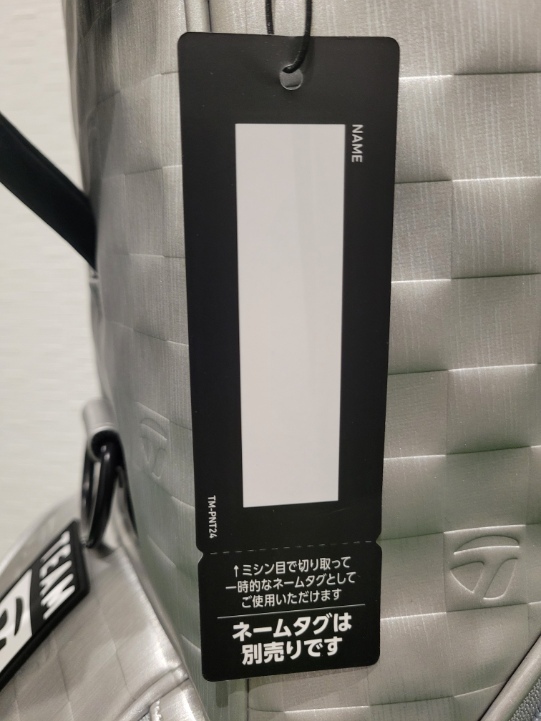 NAME
TM-PNT24
↑ミシン目で切り取って
一時的なネームタグとして
ご使用いただけます
ネームタグは
別売りです
TEAM